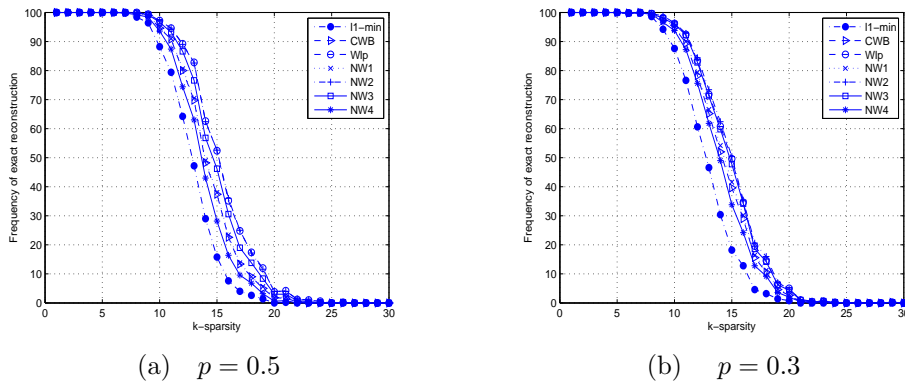 100
90
80
70
60
50
40
30
20
10
0
Frequency of exact reconstruction
0 5 10 15 20 25 30
k−sparsity
l1−min
CWB
Wlp
NW1
NW2
NW3
NW4
(a) p = 0.5
100
90
80
70
60
50
40
30
20
10
0
Frequency of exact reconstruction
0 5 10 15 20 25 30
k−sparsity
l1−min
CWB
Wlp
NW1
NW2
NW3
NW4
(b) p = 0.3